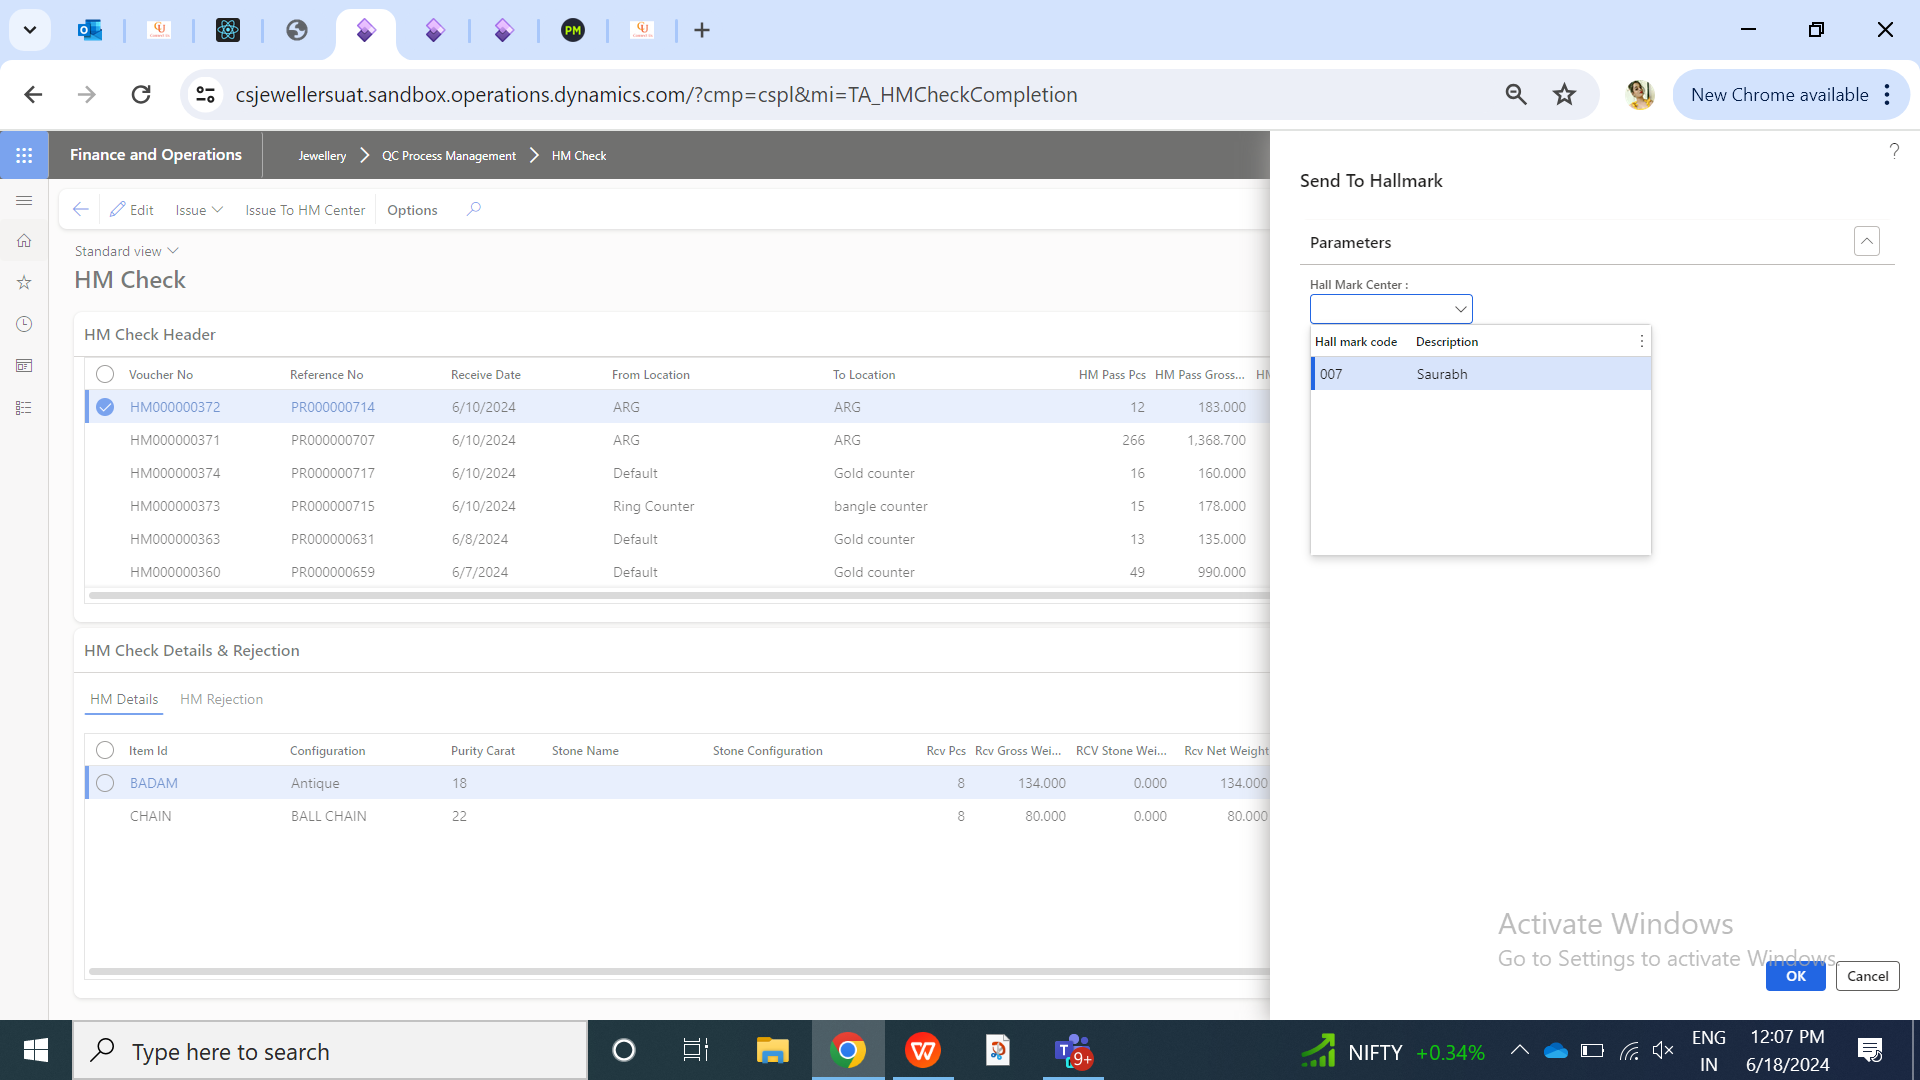 PM
csjewellersuat.sandbox.operations.dynamics.com/?cmp=cspl&mi=TA_HMCheckCompletion
New Chrome available
Finance and Operations
Jewellery
QC Process Management
HM Check
?
Edit
Issue
Issue To HM Center
Options
Standard view
HM Check
HM Check Header
Voucher No Reference No Receive Date From Location To Location HM Pass Pcs HM Pass Gross... HM
HM000000372 PR000000714 6/10/2024 ARG ARG 12 183.000
HM000000371 PR000000707 6/10/2024 ARG ARG 266 1,368.700
HM000000374 PR000000717 6/10/2024 Default Gold counter 16 160.000
HM000000373 PR000000715 6/10/2024 Ring Counter bangle counter 15 178.000
HM000000363 PR000000631 6/8/2024 Default Gold counter 13 135.000
HM000000360 PR000000659 6/7/2024 Default Gold counter 49 990.000
HM Check Details & Rejection
HM Details HM Rejection
Item Id Configuration Purity Carat Stone Name Stone Configuration Rcv Pcs Rcv Gross Wei... RCV Stone Wei... Rcv Net Weight
BADAM Antique 18 8 134.000 0.000 134.000
CHAIN BALL CHAIN 22 8 80.000 0.000 80.000
Send To Hallmark
Parameters
Hall Mark Center :
Hall mark code Description
007 Saurabh
Activate Windows
Go to Settings to activate Windows.
OK Cancel
Type here to search
9+
NIFTY +0.34%
ENG
IN
12:07 PM
6/18/2024